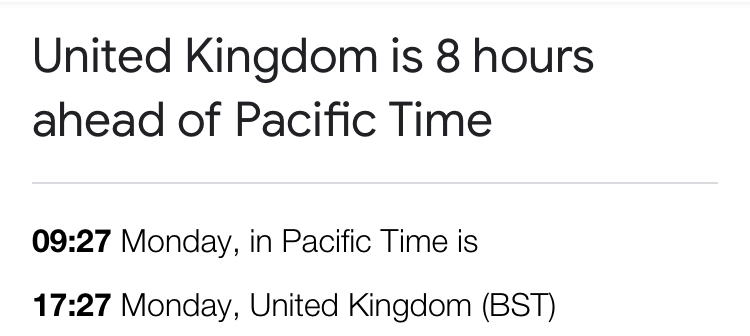 United Kingdom is 8 hours
ahead of Pacific Time
09:27 Monday, in Pacific Time is
17:27 Monday, United Kingdom (BST)